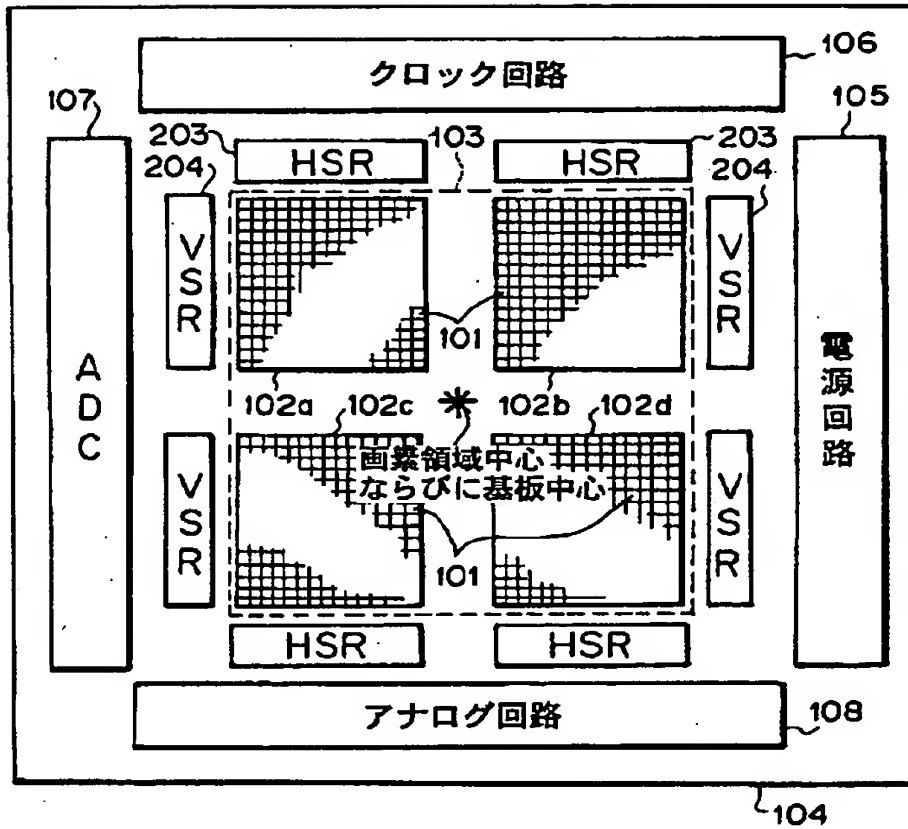 106
クロック回路
107
105
203
103
203
HSR
HSR
204
204
VSR
VSR
101
ADC
電源回路
102a
102c
102b
102d
画素領域中心
ならびに基板中心
VSR
VSR
101
HSR
HSR
アナログ回路
108
104